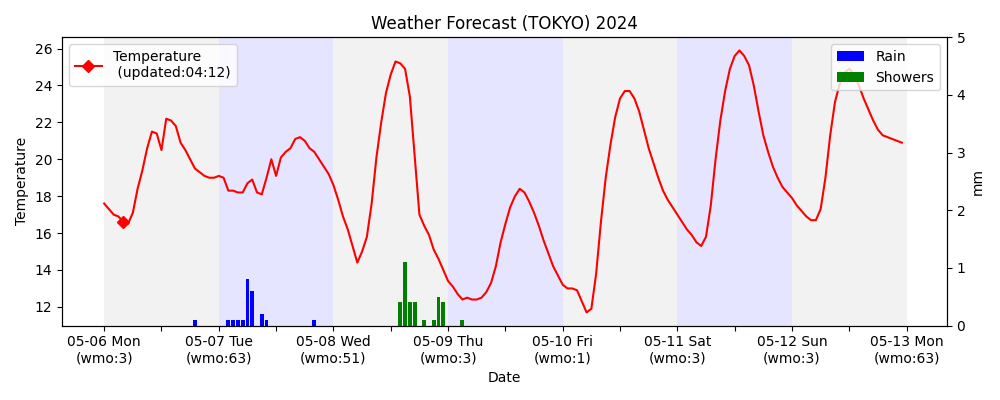 Weather Forecast (TOKYO) 2024
Temperature
(updated:04:12)
Rain
Showers
26
24
22
20
18
16
14
12
Temperature
5
4
3
2
1
0
mm
05-06 Mon
(wmo:3)
05-07 Tue
(wmo:63)
05-08 Wed
(wmo:51)
05-09 Thu
(wmo:3)
05-10 Fri
(wmo:1)
05-11 Sat
(wmo:3)
05-12 Sun
(wmo:3)
05-13 Mon
(wmo:63)
Date